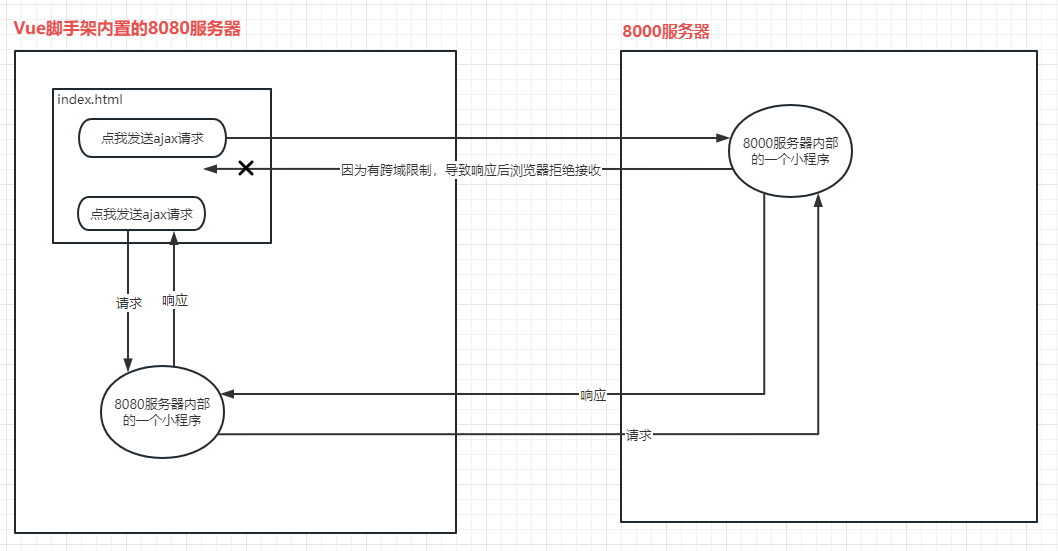 Vue脚手架内置的8080服务器
8000服务器
index.html
点我发送ajax请求
8000服务器内部
的一个小程序
因为有跨域限制，导致响应后浏览器拒绝接收
点我发送ajax请求
请求
响应
8080服务器内部
的一个小程序
响应
请求